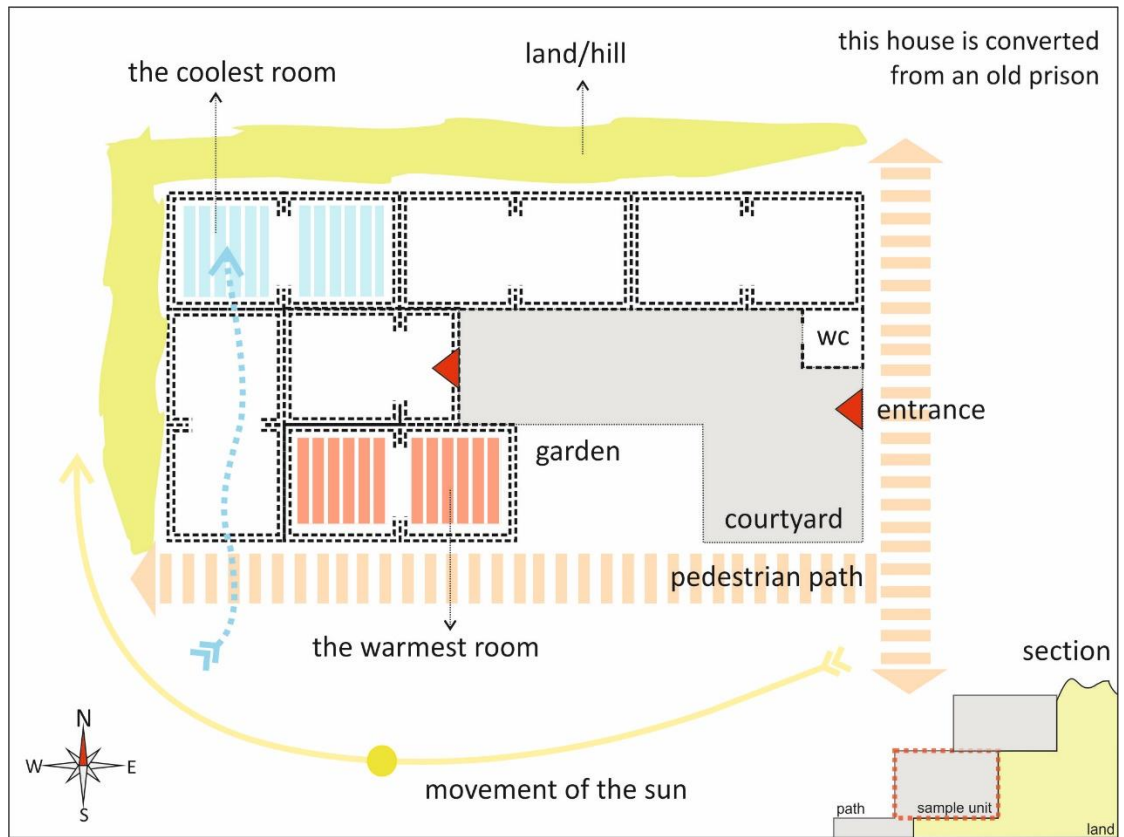 the coolest room
land/hill
this house is converted
from an old prison
wc
entrance
garden
courtyard
pedestrian path
the warmest room
section
N
W
E
S
movement of the sun
path
sample unit
land